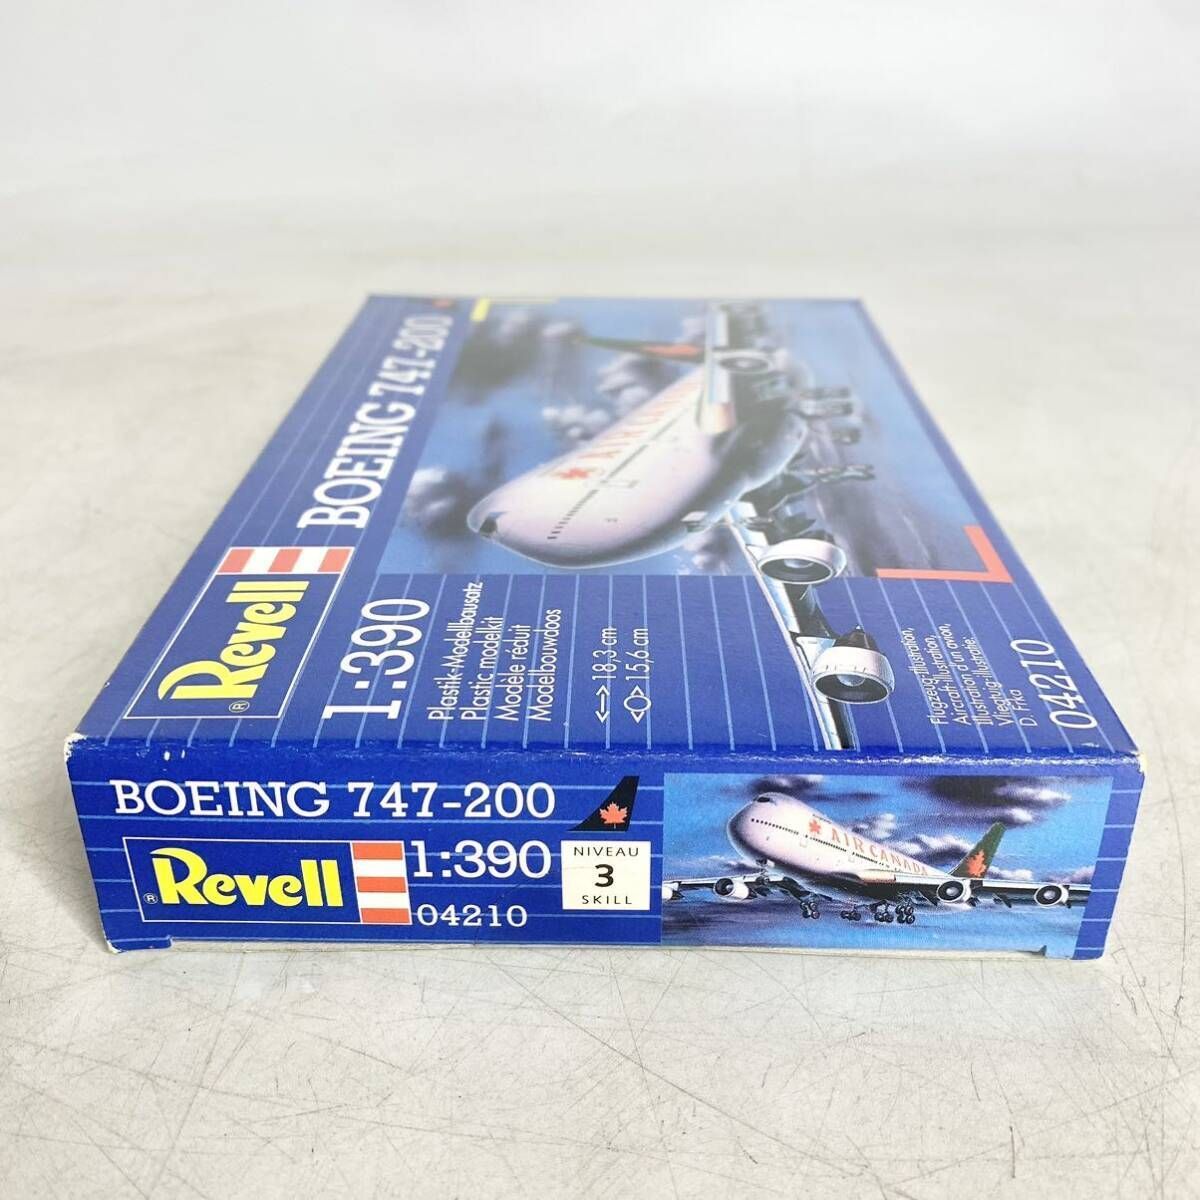 BOEING 747-200
Revell
®
1:390
Plastik-Modellbausatz
Plastic modelkit
Modèle réduit
Modelbouwdoos
18,3 cm
15,6 cm
Flugzeug-Illustration,
Aircraft-Illustration,
Illustration d'un avion,
Vliegtuig-Illustratie:
D. Frka
04210
BOEING 747-200
Revell
®
1:390
04210
NIVEAU
3
SKILL
AIR CANADA